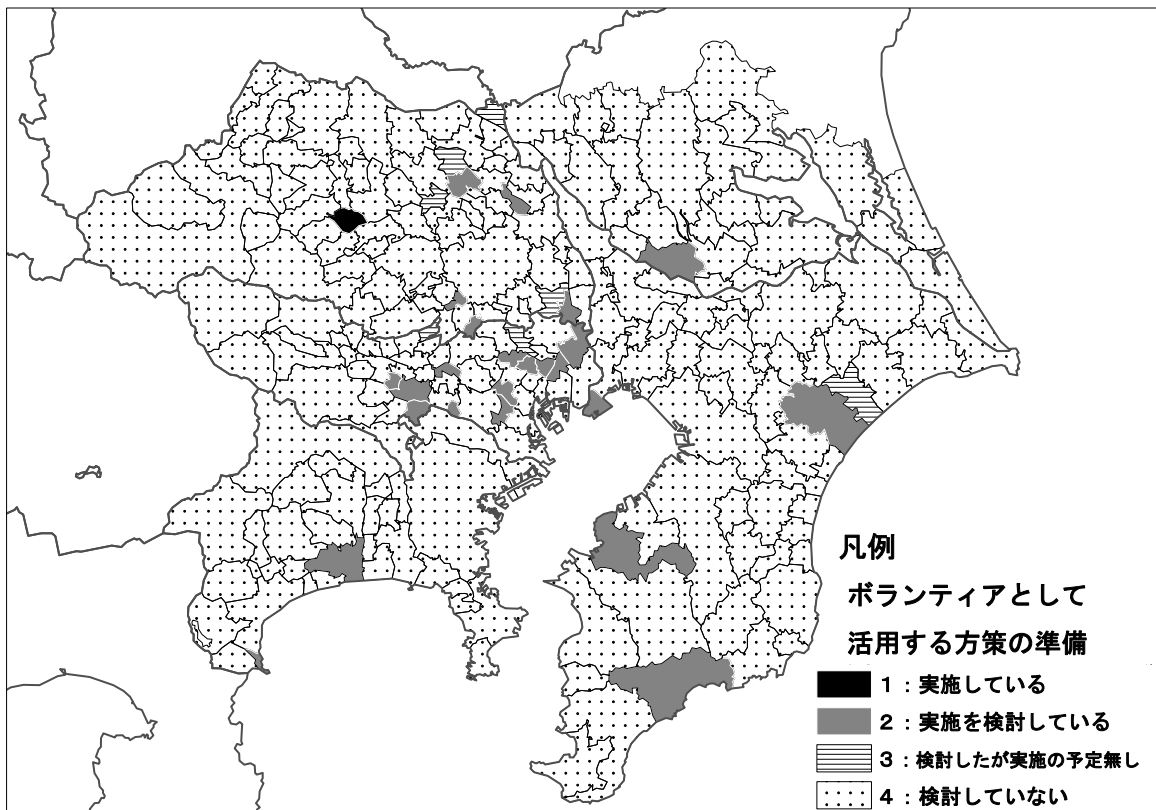 凡例
ボランティアとして
活用する方策の準備
1：実施している
2：実施を検討している
3：検討したが実施の予定無し
4：検討していない